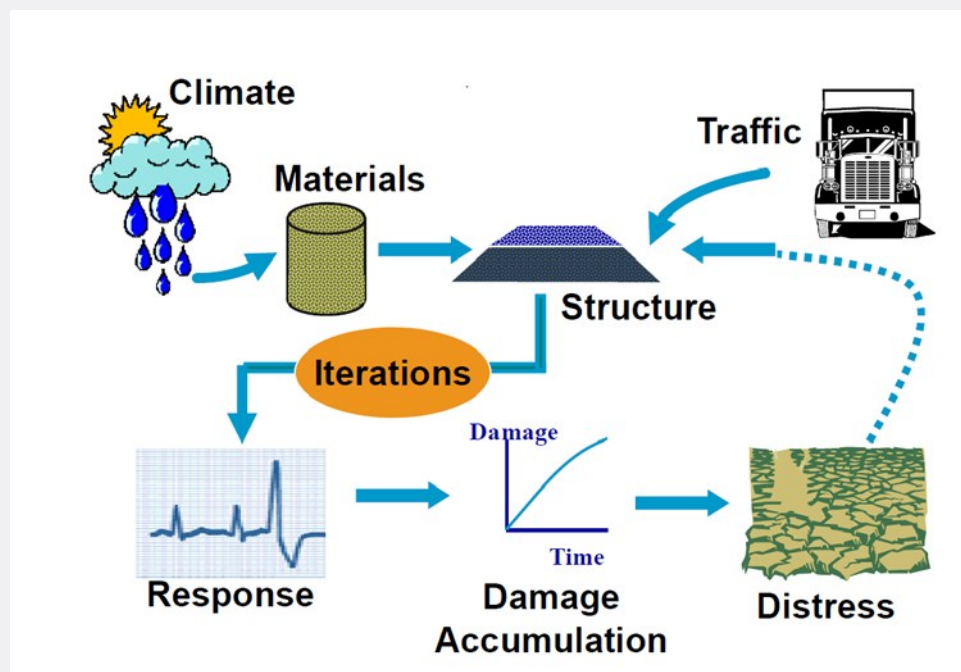 Climate
Traffic
Materials
Structure
Iterations
Damage
Time
Response
Damage
Accumulation
Distress